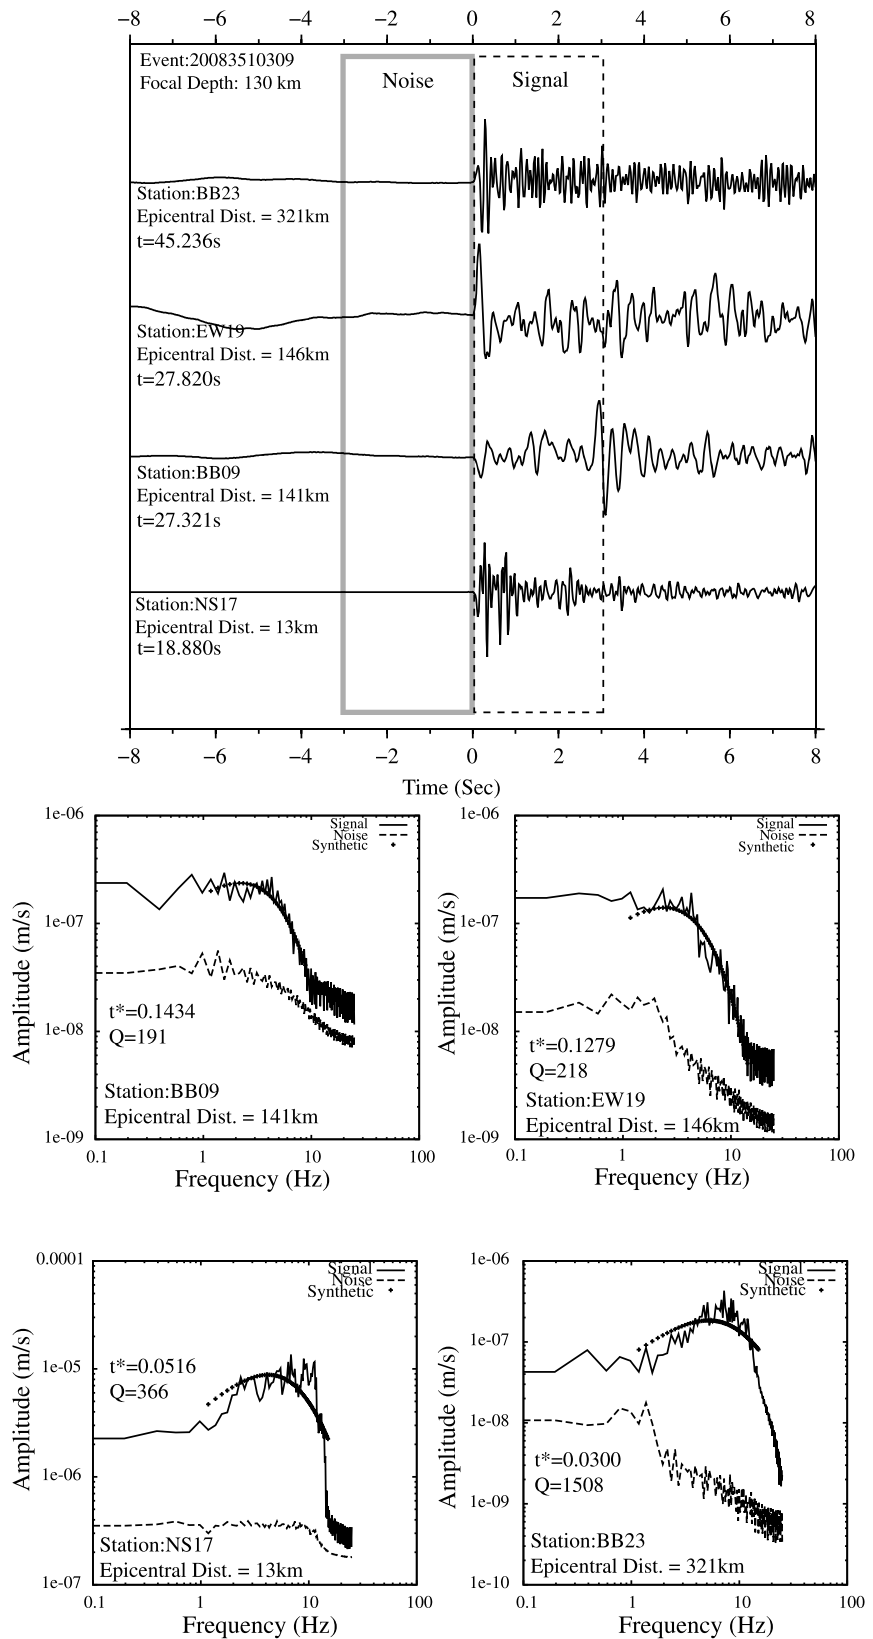 −8 −6 −4 −2 0 2 4 6 8
Event:20083510309
Focal Depth: 130 km
Noise
Signal
Station:BB23
Epicentral Dist. = 321km
t=45.236s
Station:EW19
Epicentral Dist. = 146km
t=27.820s
Station:BB09
Epicentral Dist. = 141km
t=27.321s
Station:NS17
Epicentral Dist. = 13km
t=18.880s
−8 −6 −4 −2 0 2 4 6 8
Time (Sec)
1e-06
1e-07
1e-08
1e-09
Amplitude (m/s)
Signal
Noise
Synthetic
t*=0.1434
Q=191
Station:BB09
Epicentral Dist. = 141km
0.1 1 10 100
Frequency (Hz)
1e-06
1e-07
1e-08
1e-09
Amplitude (m/s)
Signal
Noise
Synthetic
t*=0.1279
Q=218
Station:EW19
Epicentral Dist. = 146km
0.1 1 10 100
Frequency (Hz)
0.0001
1e-05
1e-06
1e-07
Amplitude (m/s)
Signal
Noise
Synthetic
t*=0.0516
Q=366
Station:NS17
Epicentral Dist. = 13km
0.1 1 10 100
Frequency (Hz)
1e-06
1e-07
1e-08
1e-09
1e-10
Amplitude (m/s)
Signal
Noise
Synthetic
t*=0.0300
Q=1508
Station:BB23
Epicentral Dist. = 321km
0.1 1 10 100
Frequency (Hz)